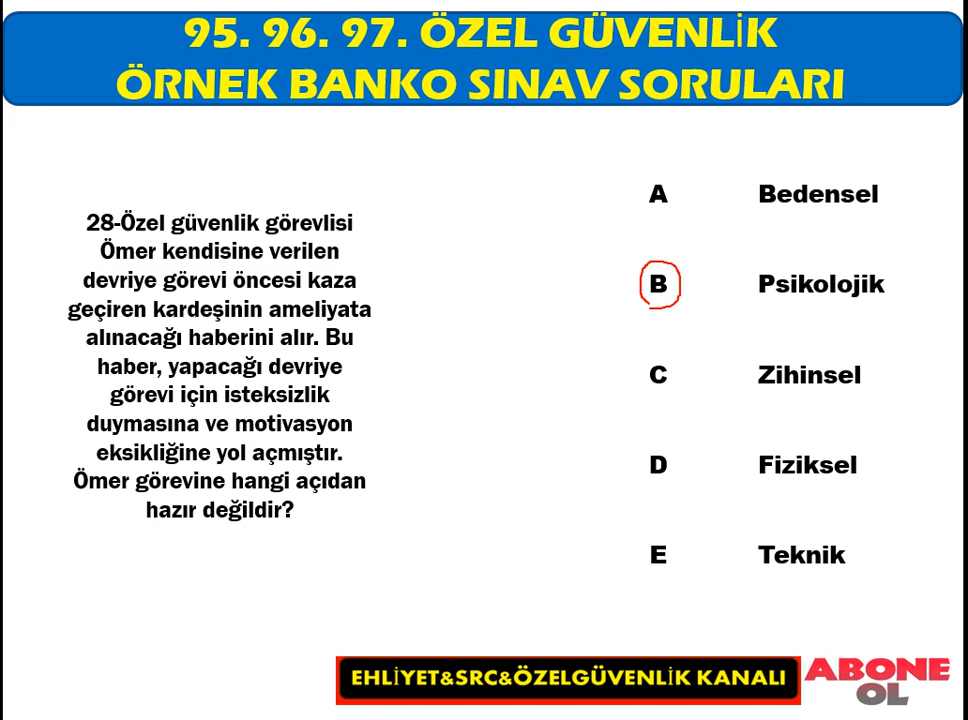 95. 96. 97. ÖZEL GÜVENLİK
ÖRNEK BANKO SINAV SORULARI
28-Özel güvenlik görevlisi
Ömer kendisine verilen
devriye görevi öncesi kaza
geçiren kardeşinin ameliyata
alınacağı haberini alır. Bu
haber, yapacağı devriye
görevi için isteksizlik
duymasına ve motivasyon
eksikliğine yol açmıştır.
Ömer görevine hangi açıdan
hazır değildir?
A Bedensel
B Psikolojik
C Zihinsel
D Fiziksel
E Teknik
EHLİYET&SRC&ÖZELGÜVENLİK KANALI
ABONE
OL